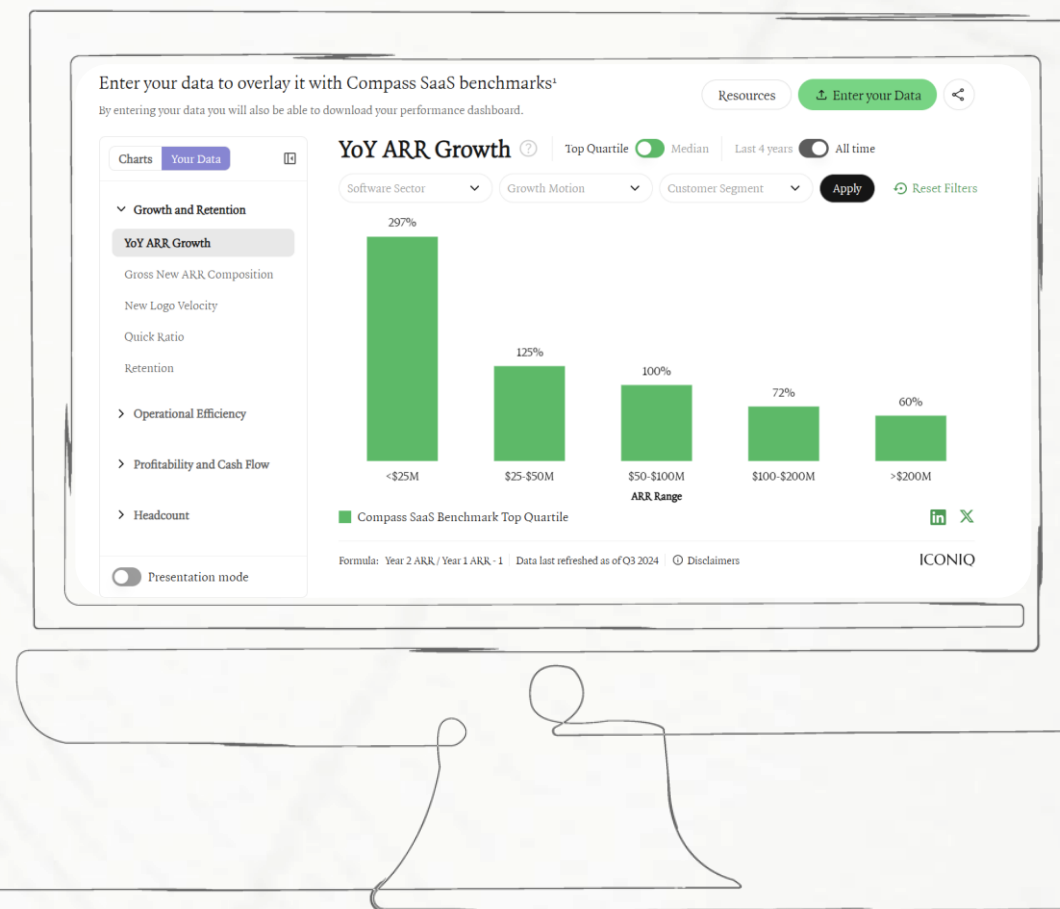 Enter your data to overlay it with Compass SaaS benchmarks¹
By entering your data you will also be able to download your performance dashboard.
Resources
Enter your Data
Charts
Your Data
Growth and Retention
YoY ARR Growth
Gross New ARR Composition
New Logo Velocity
Quick Ratio
Retention
Operational Efficiency
Profitability and Cash Flow
Headcount
Presentation mode
YoY ARR Growth ?
Top Quartile Median
Last 4 years All time
Software Sector
Growth Motion
Customer Segment
Apply
Reset Filters
297%
125%
100%
72%
60%
<$25M
$25-$50M
$50-$100M
$100-$200M
>$200M
ARR Range
Compass SaaS Benchmark Top Quartile
in X
Formula: Year 2 ARR / Year 1 ARR - 1
Data last refreshed as of Q3 2024
Disclaimers
ICONIQ